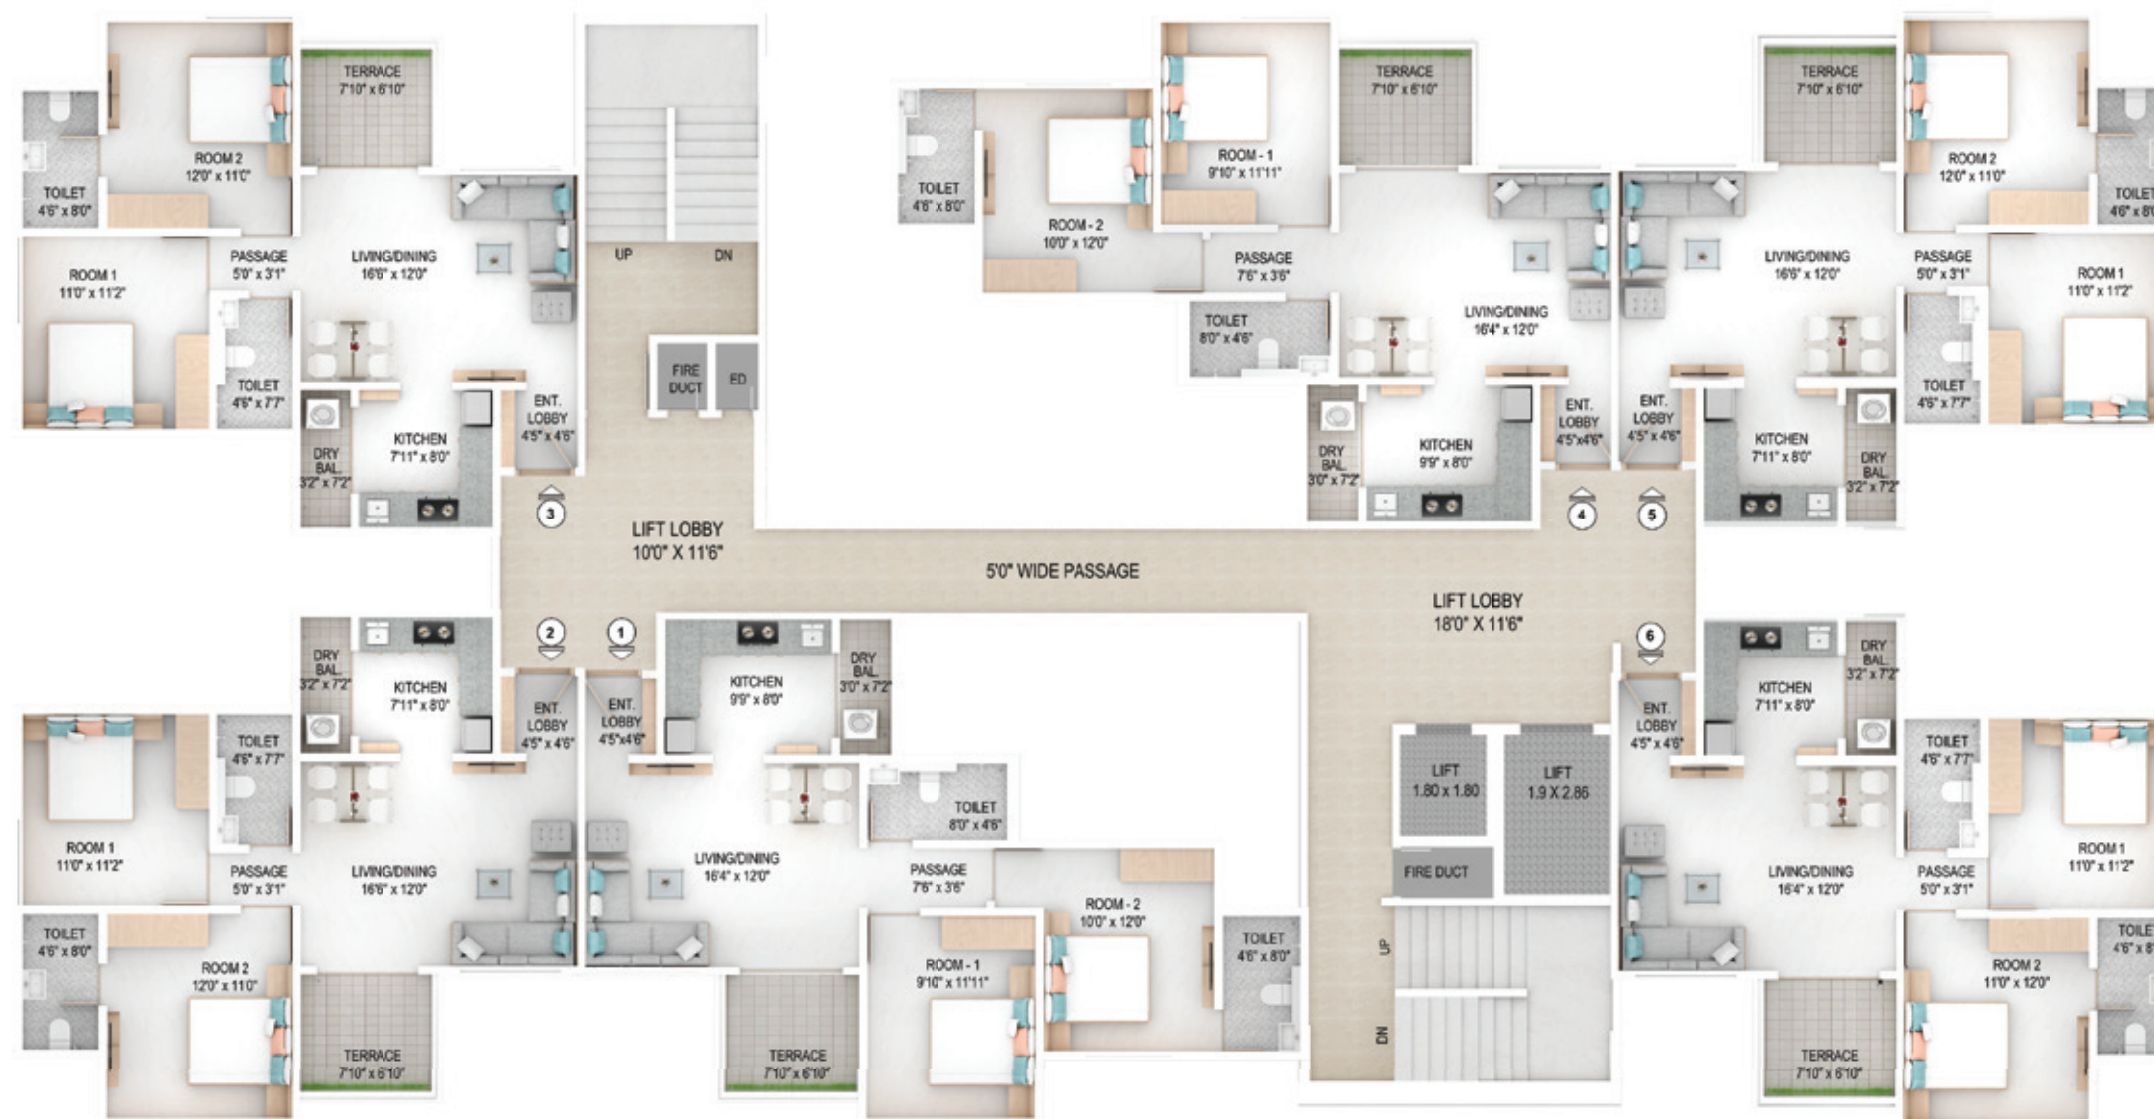 TERRACE
7'10" x 6'10"
ROOM 2
12'0" x 11'0"
TOILET
4'6" x 8'0"
PASSAGE
5'0" x 3'1"
LIVING/DINING
16'6" x 12'0"
ROOM 1
11'0" x 11'2"
TOILET
4'6" x 7'7"
ENT.
LOBBY
4'5" x 4'6"
KITCHEN
7'11" x 8'0"
DRY
BAL.
3'2" x 7'2"
3
UP
DN
FIRE
DUCT
ED
LIFT LOBBY
10'0" X 11'6"
5'0" WIDE PASSAGE
TERRACE
7'10" x 6'10"
ROOM - 1
9'10" x 11'11"
TOILET
4'6" x 8'0"
ROOM - 2
10'0" x 12'0"
PASSAGE
7'6" x 3'6"
LIVING/DINING
16'4" x 12'0"
TOILET
8'0" x 4'6"
ENT.
LOBBY
4'5"x4'6"
KITCHEN
9'9" x 8'0"
DRY
BAL.
3'0" x 7'2"
4
TERRACE
7'10" x 6'10"
ROOM 2
12'0" x 11'0"
TOILET
4'6" x 8'0
LIVING/DINING
16'6" x 12'0"
PASSAGE
5'0" x 3'1"
ROOM 1
11'0" x 11'2"
TOILET
4'6" x 7'7"
ENT.
LOBBY
4'5" x 4'6"
KITCHEN
7'11" x 8'0"
DRY
BAL.
3'2" x 7'2"
5
LIFT LOBBY
18'0" X 11'6"
2
DRY
BAL.
3'2" x 7'2"
KITCHEN
7'11" x 8'0"
ENT.
LOBBY
4'5" x 4'6"
TOILET
4'6" x 7'7"
ROOM 1
11'0" x 11'2"
PASSAGE
5'0" x 3'1"
LIVING/DINING
16'6" x 12'0"
TOILET
4'6" x 8'0"
ROOM 2
12'0" x 11'0"
TERRACE
7'10" x 6'10"
1
ENT.
LOBBY
4'5"x4'6"
KITCHEN
9'9" x 8'0"
DRY
BAL.
3'0" x 7'2"
TOILET
8'0" x 4'6"
LIVING/DINING
16'4" x 12'0"
PASSAGE
7'6" x 3'6"
ROOM - 2
10'0" x 12'0"
TOILET
4'6" x 8'0"
ROOM - 1
9'10" x 11'11"
TERRACE
7'10" x 6'10"
LIFT
1.80 x 1.80
LIFT
1.9 X 2.86
FIRE DUCT
UP
DN
6
ENT.
LOBBY
4'5" x 4'6"
KITCHEN
7'11" x 8'0"
DRY
BAL.
3'2" x 7'2"
TOILET
4'6" x 7'7"
ROOM 1
11'0" x 11'2"
LIVING/DINING
16'4" x 12'0"
PASSAGE
5'0" x 3'1"
TOILET
4'6" x 8'
ROOM 2
11'0" x 12'0"
TERRACE
7'10" x 6'10"